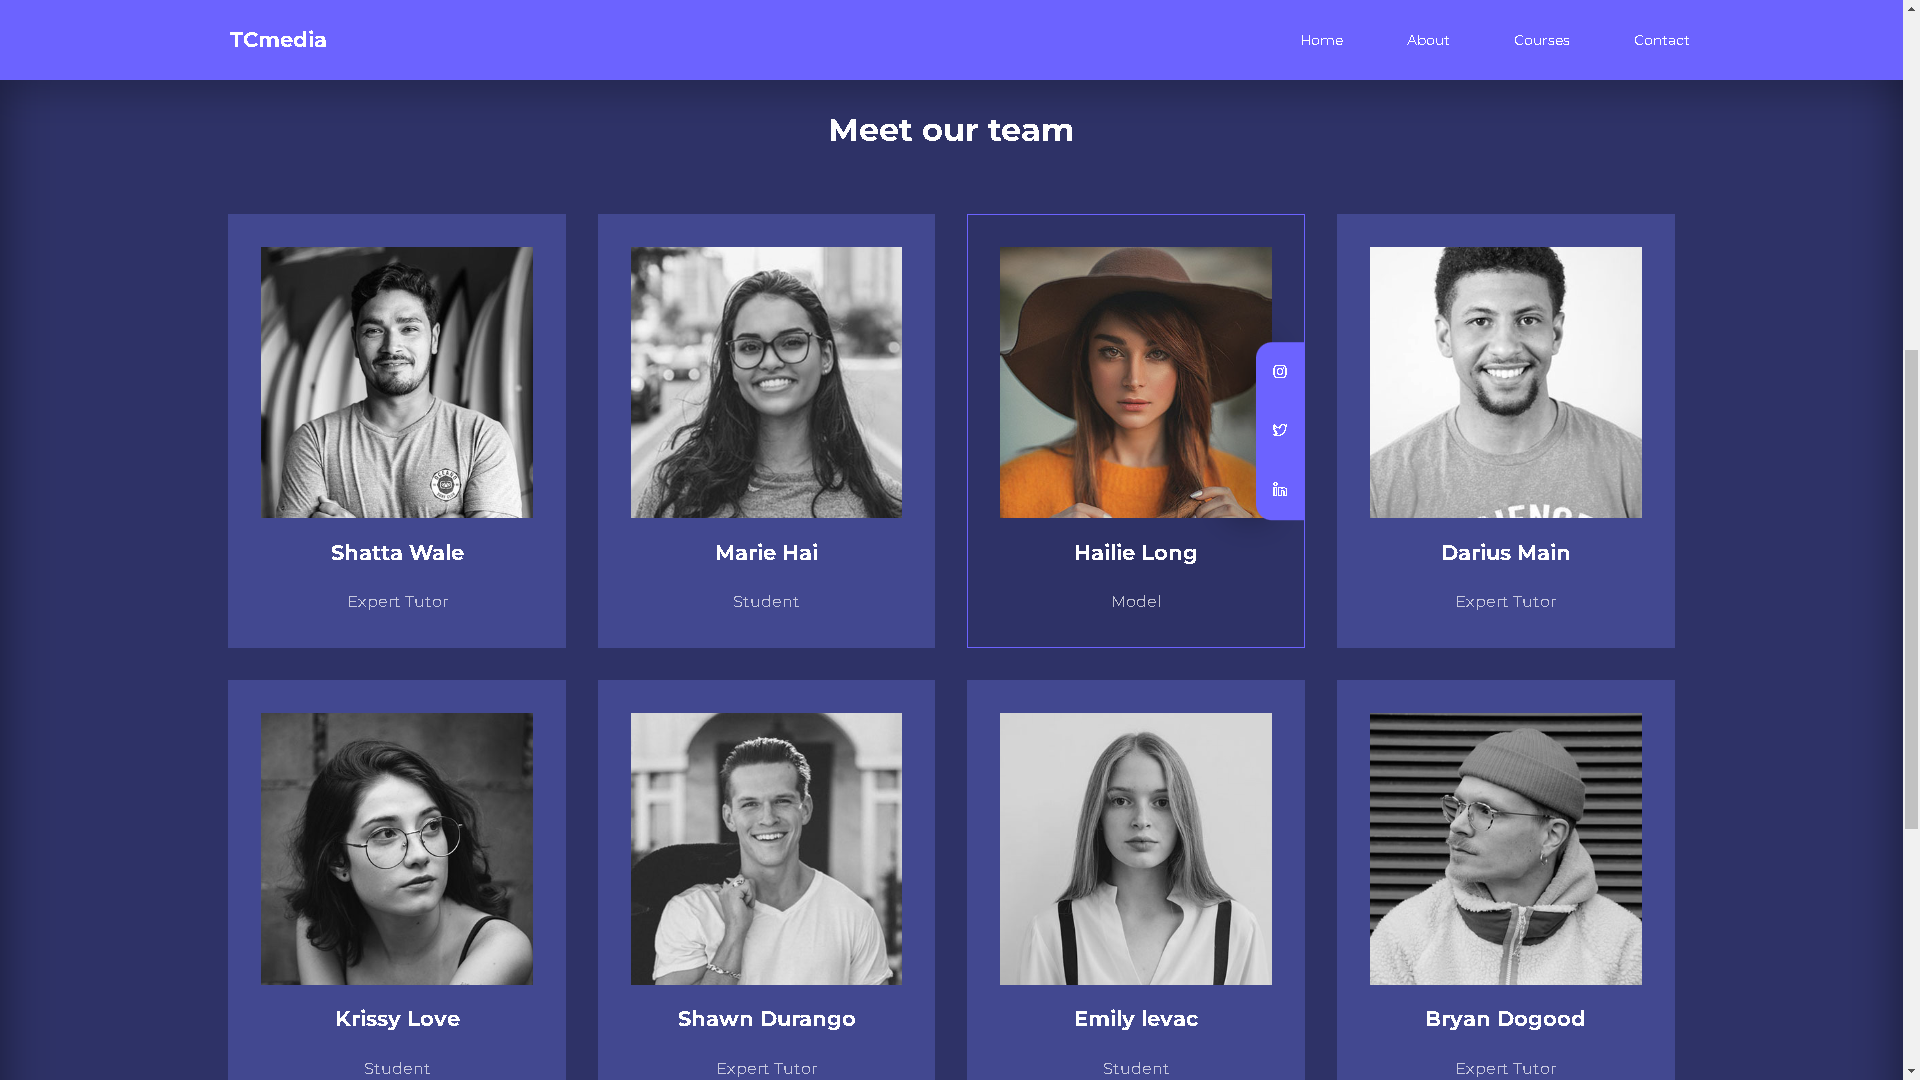 TCmedia
Home
About
Courses
Contact
Meet our team
Shatta Wale
Expert Tutor
Marie Hai
Student
Hailie Long
Model
Darius Main
Expert Tutor
Krissy Love
Student
Shawn Durango
Expert Tutor
Emily levac
Student
Bryan Dogood
Expert Tutor